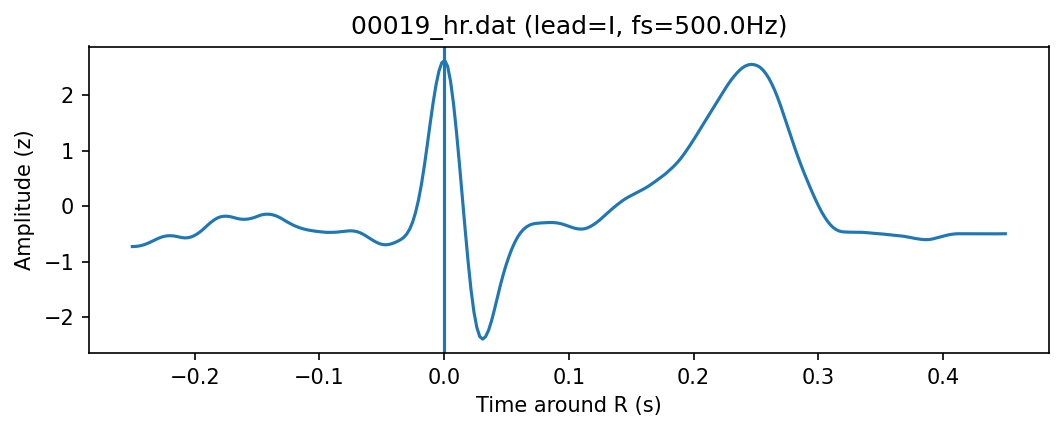 00019_hr.dat (lead=I, fs=500.0Hz)
Amplitude (z)
2
1
0
−1
−2
−0.2 −0.1 0.0 0.1 0.2 0.3 0.4
Time around R (s)